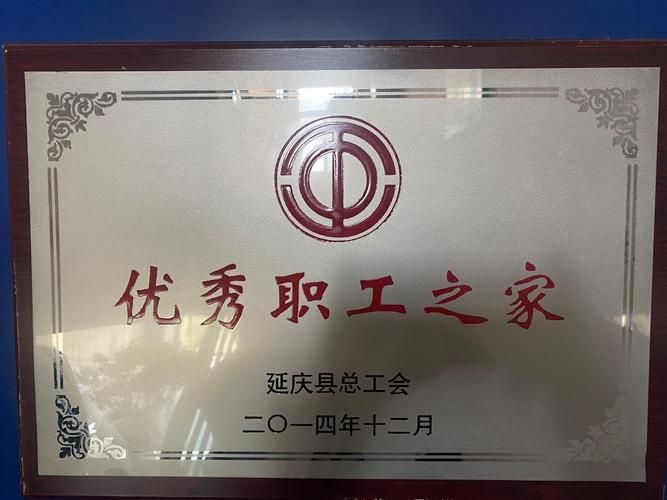 优秀职工之家
延庆县总工会
二〇一四年十二月